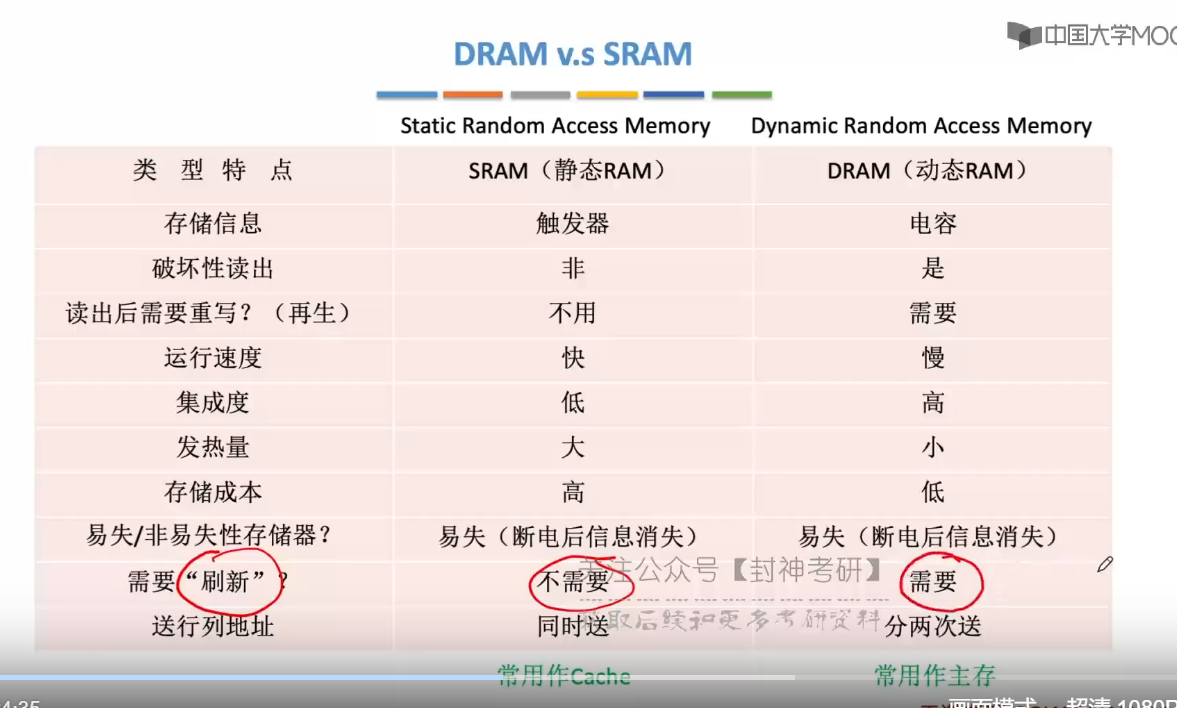 中国大学MOO
DRAM v.s SRAM
Static Random Access Memory Dynamic Random Access Memory
类 型 特 点 SRAM（静态RAM） DRAM（动态RAM）
存储信息 触发器 电容
破坏性读出 非 是
读出后需要重写？（再生） 不用 需要
运行速度 快 慢
集成度 低 高
发热量 大 小
存储成本 高 低
易失/非易失性存储器？ 易失（断电后信息消失） 易失（断电后信息消失）
关注公众号【封神考研】
需要“刷新”？ 不需要 需要
获取后续和更多考研资料
送行列地址 同时送 分两次送
常用作Cache 常用作主存
4:35 画面模式 超清 1080P